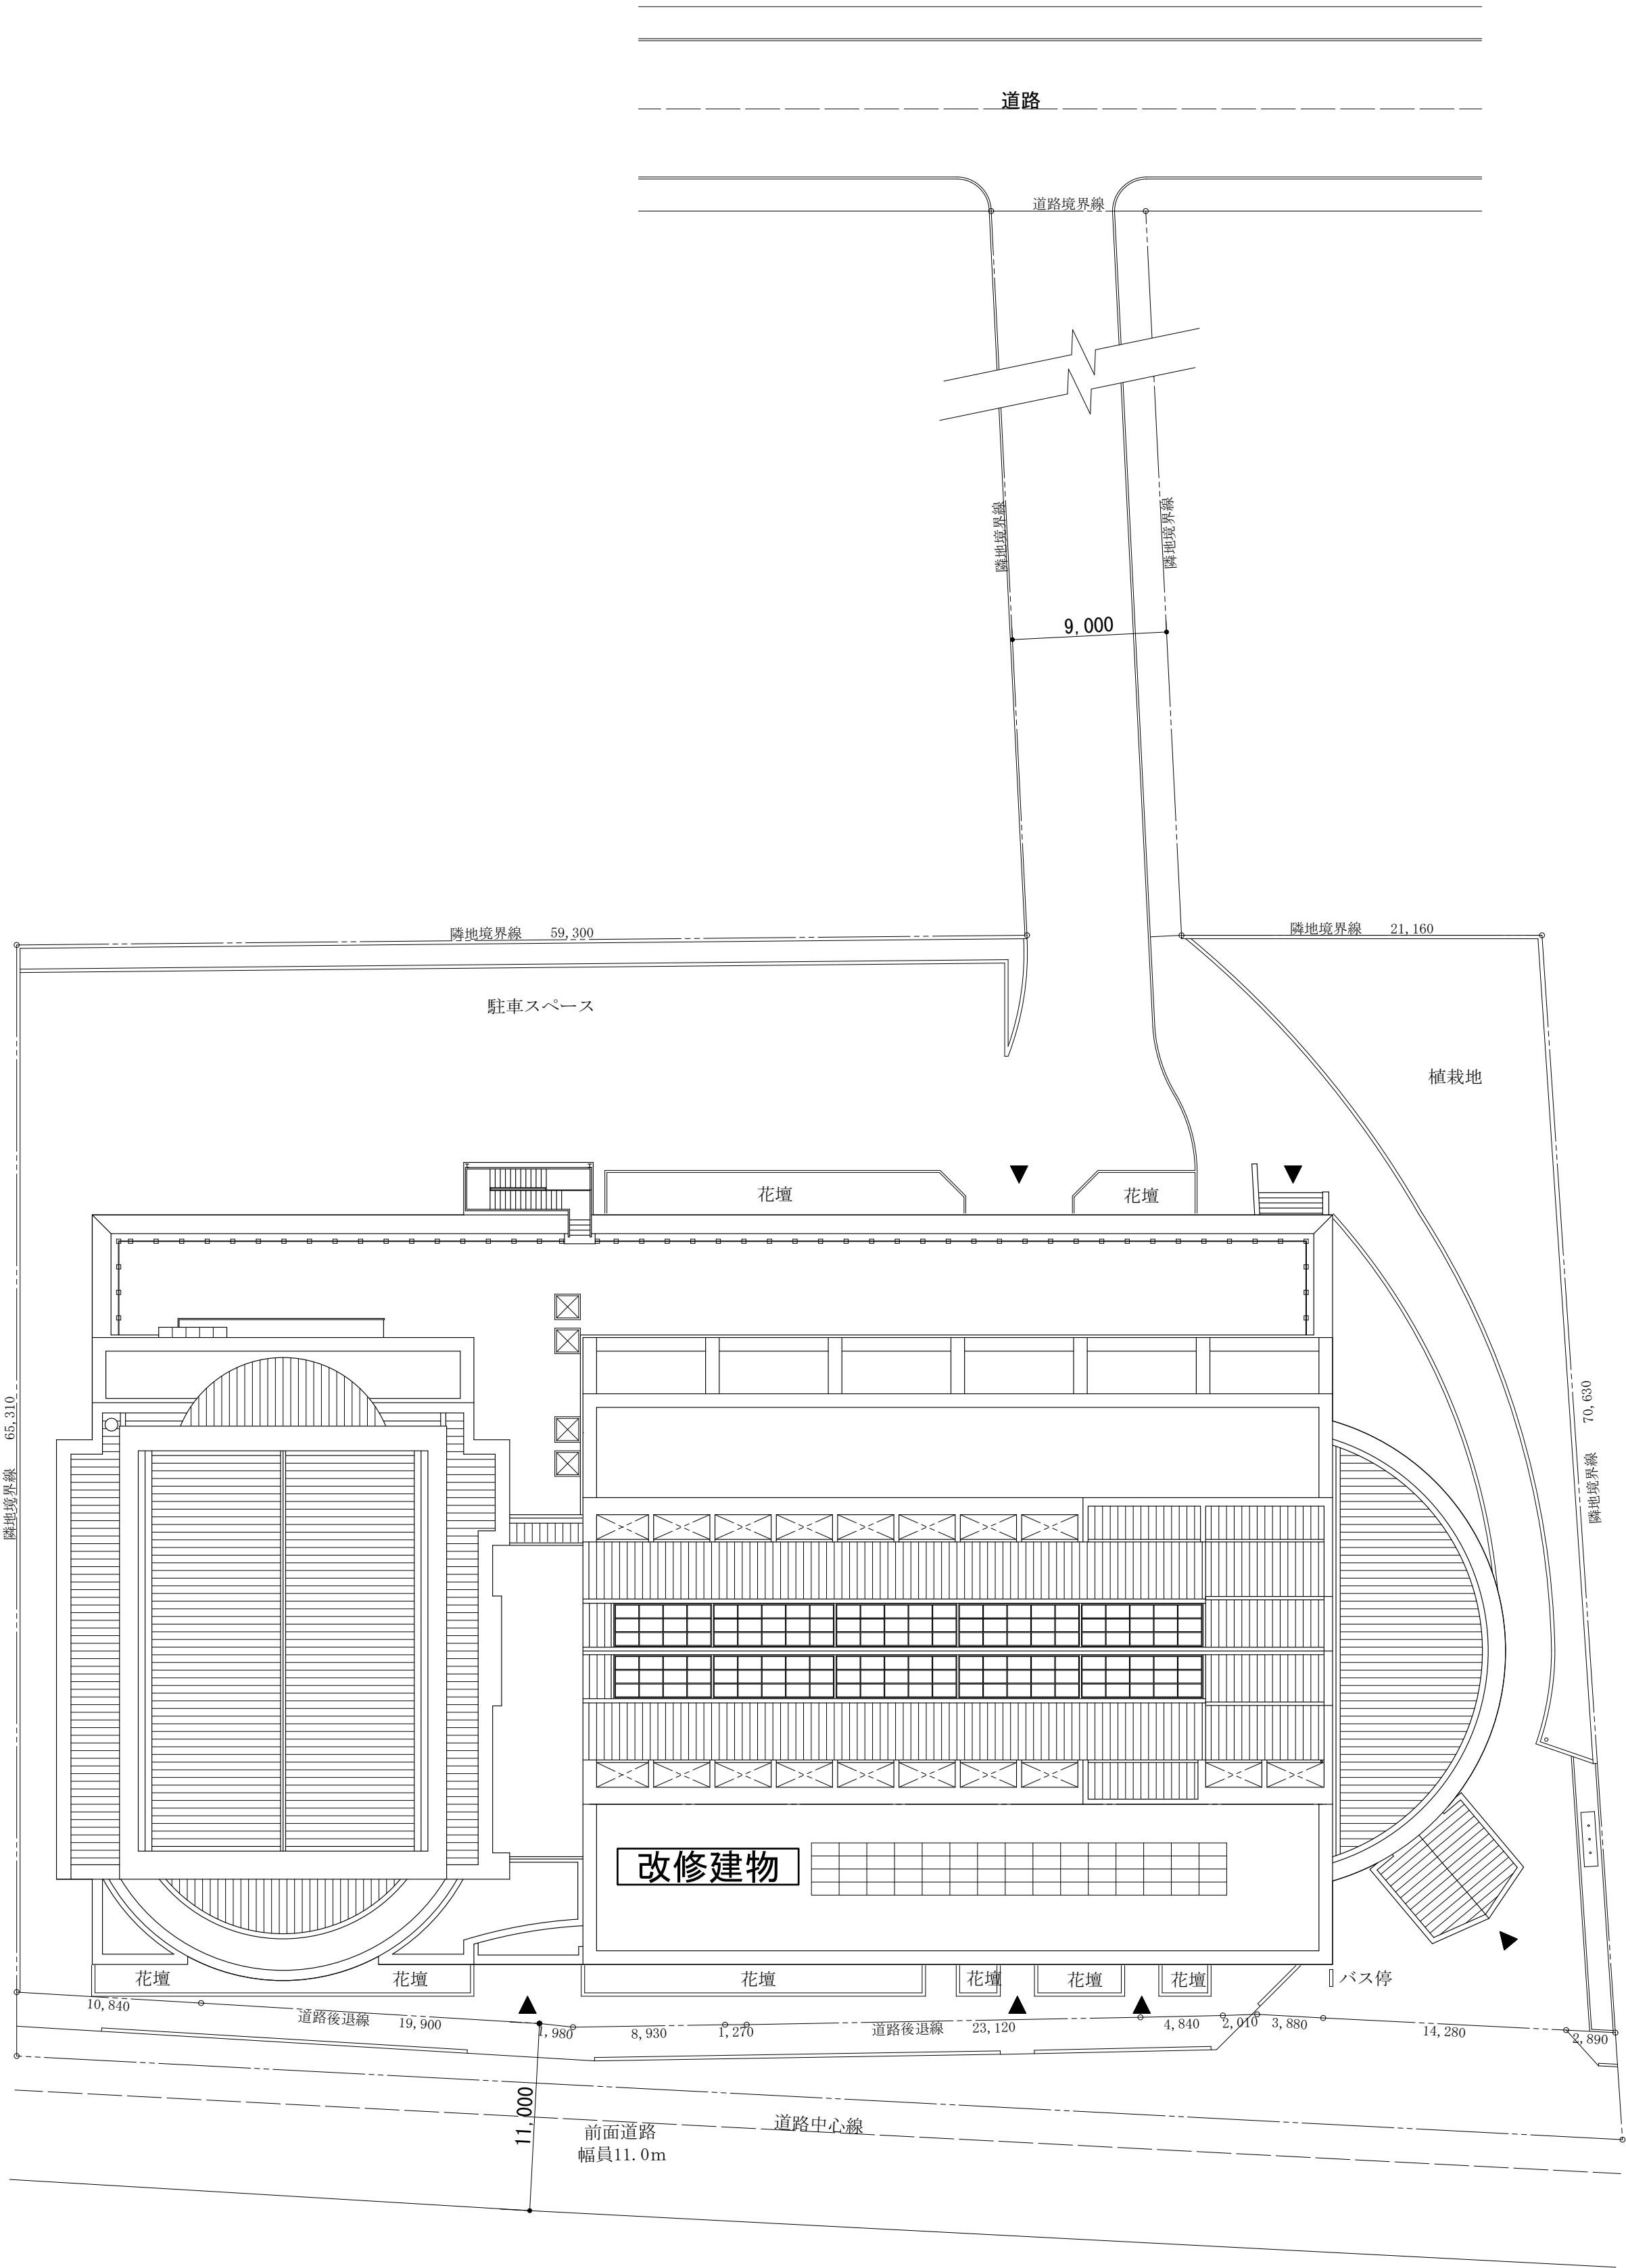 道路
道路境界線
隣地境界線
隣地境界線
9,000
隣地境界線 59,300
隣地境界線 21,160
駐車スペース
植栽地
花壇
花壇
隣地境界線 65,310
隣地境界線 70,630
改修建物
花壇
花壇
花壇
花壇
花壇
花壇
バス停
10,840
道路後退線
19,900
1,980
8,930
1,270
道路後退線
23,120
4,840
2,010
3,880
14,280
2,890
11,000
前面道路
幅員11.0m
道路中心線